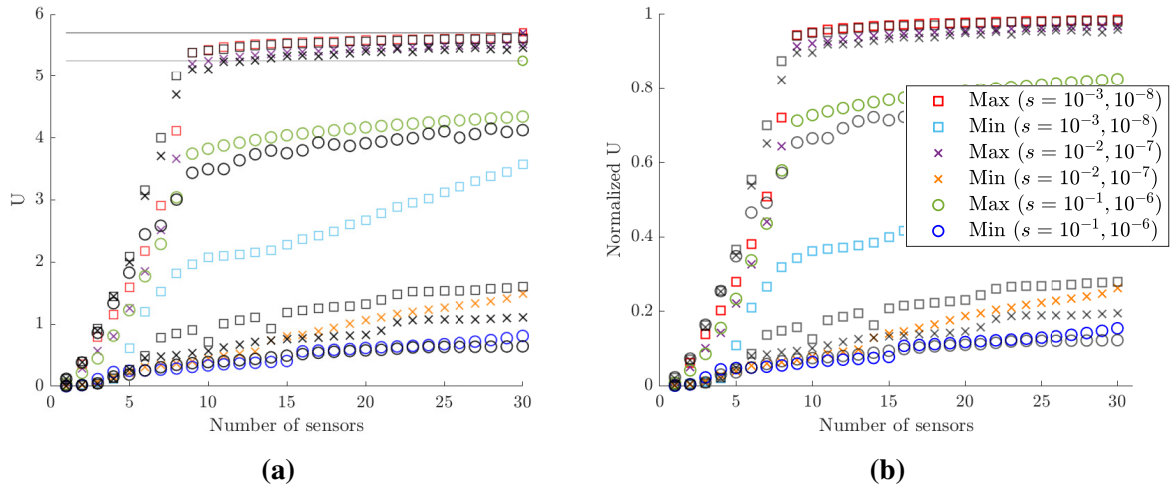 6
5
4
3
2
1
0
U
0
5
10
15
20
25
30
Number of sensors
(a)
1
0.8
0.6
0.4
0.2
0
Normalized U
0
5
10
15
20
25
30
Number of sensors
(b)
Max (s = 10⁻³, 10⁻⁸)
Min (s = 10⁻³, 10⁻⁸)
Max (s = 10⁻², 10⁻⁷)
Min (s = 10⁻², 10⁻⁷)
Max (s = 10⁻¹, 10⁻⁶)
Min (s = 10⁻¹, 10⁻⁶)